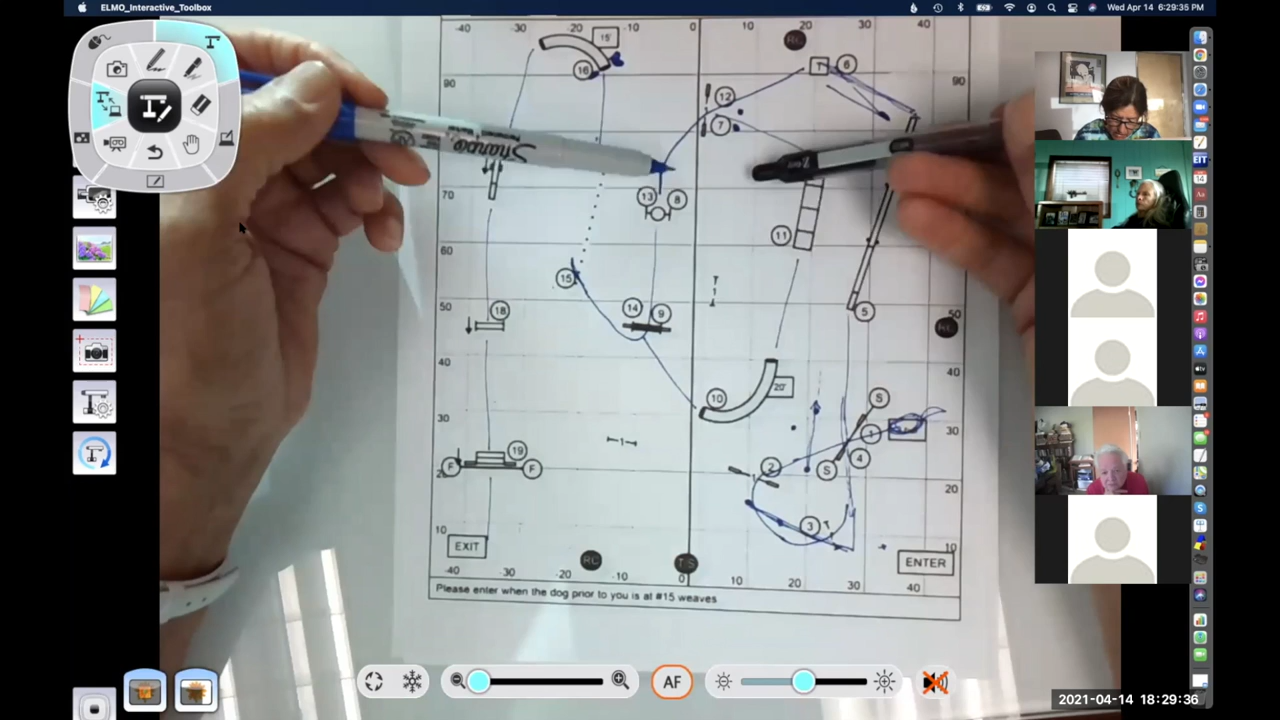 ELMO_Interactive_Toolbox
Wed Apr 14 6:29:35 PM
-40 -30 -20 -10 0 10 20 30 40
15'
RC
16
T 6
90 90
12
7
Sharpie
70
13 8
11
60
15
50 50
14 9
18
5
RC
40 40
20'
10
S
30 1 30
19 2 4
F F S
20 20
3
10 10
EXIT ENTER
RC TS
-40 -30 -20 -10 0 10 20 30 40
Please enter when the dog prior to you is at #15 weaves
AF
EIT
14
2021-04-14 18:29:36